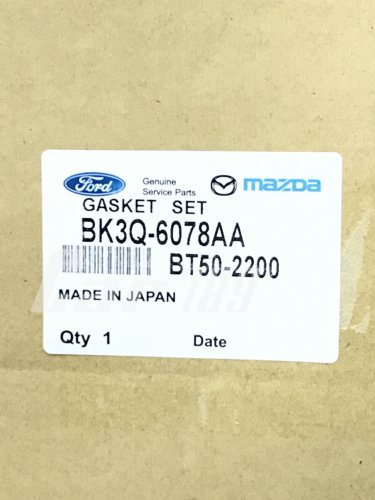 Ford
Genuine
Service Parts
mazda
GASKET SET
BK3Q-6078AA
BT50-2200
MADE IN JAPAN
Qty 1
Date